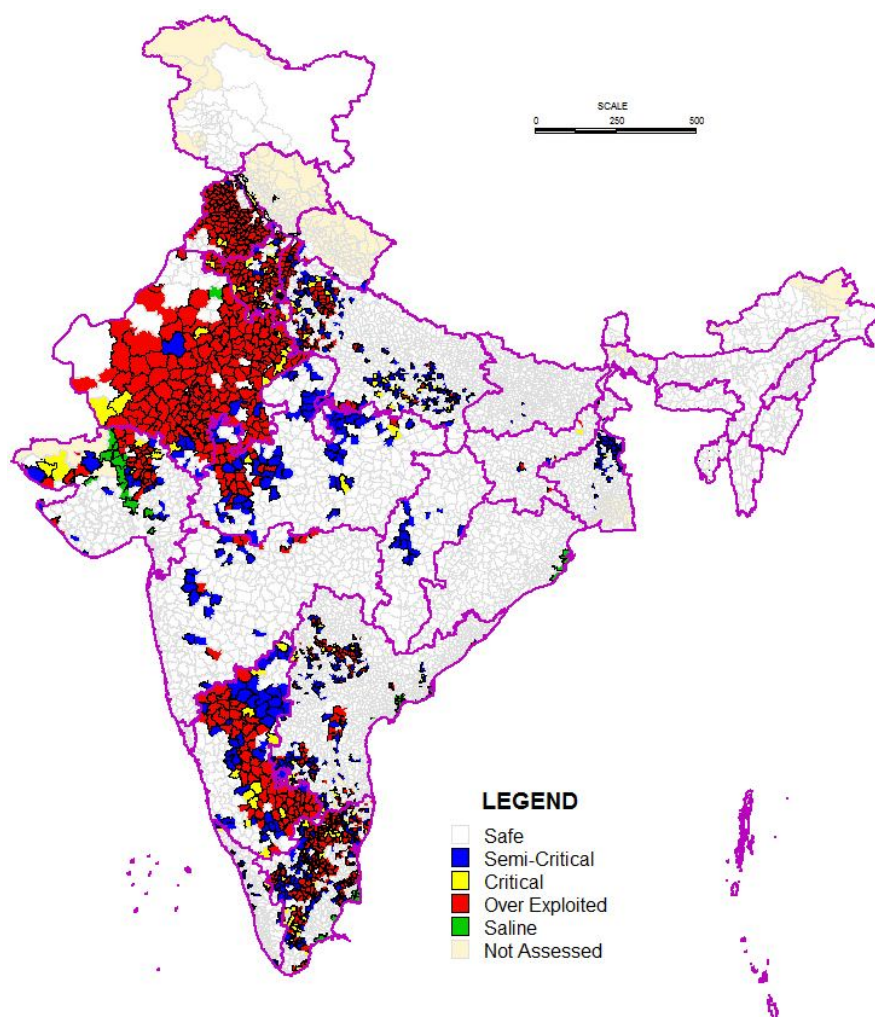 SCALE
0 250 500
LEGEND
Safe
Semi-Critical
Critical
Over Exploited
Saline
Not Assessed